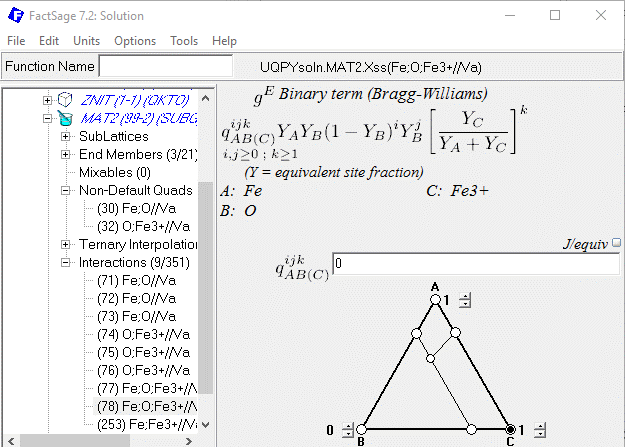 FactSage 7.2: Solution
File Edit Units Options Tools Help
Function Name UQPYsoln.MAT2.Xss(Fe;O;Fe3+//Va)
ZNIT (1-1) (QKTO)
MAT2 (99-2) (SUBG
SubLattices
End Members (3/21)
Mixables (0)
Non-Default Quads
(30) Fe;O//Va
(32) O;Fe3+//Va
Ternary Interpolation
Interactions (9/351)
(71) Fe;O//Va
(72) Fe;O//Va
(73) Fe;O//Va
(74) O;Fe3+//Va
(75) O;Fe3+//Va
(76) O;Fe3+//Va
(77) Fe;O;Fe3+//V
(78) Fe;O;Fe3+//V
(253) Fe;Fe3+//Va
g^E Binary term (Bragg-Williams)
q^{ijk}_{AB(C)} Y_A Y_B (1 − Y_B)^i Y_B^j [Y_C / (Y_A + Y_C)]^k
i,j≥0 ; k≥1
(Y = equivalent site fraction)
A: Fe C: Fe3+
B: O
J/equiv
q^{ijk}_{AB(C)} 0
A
1
0 1
B C